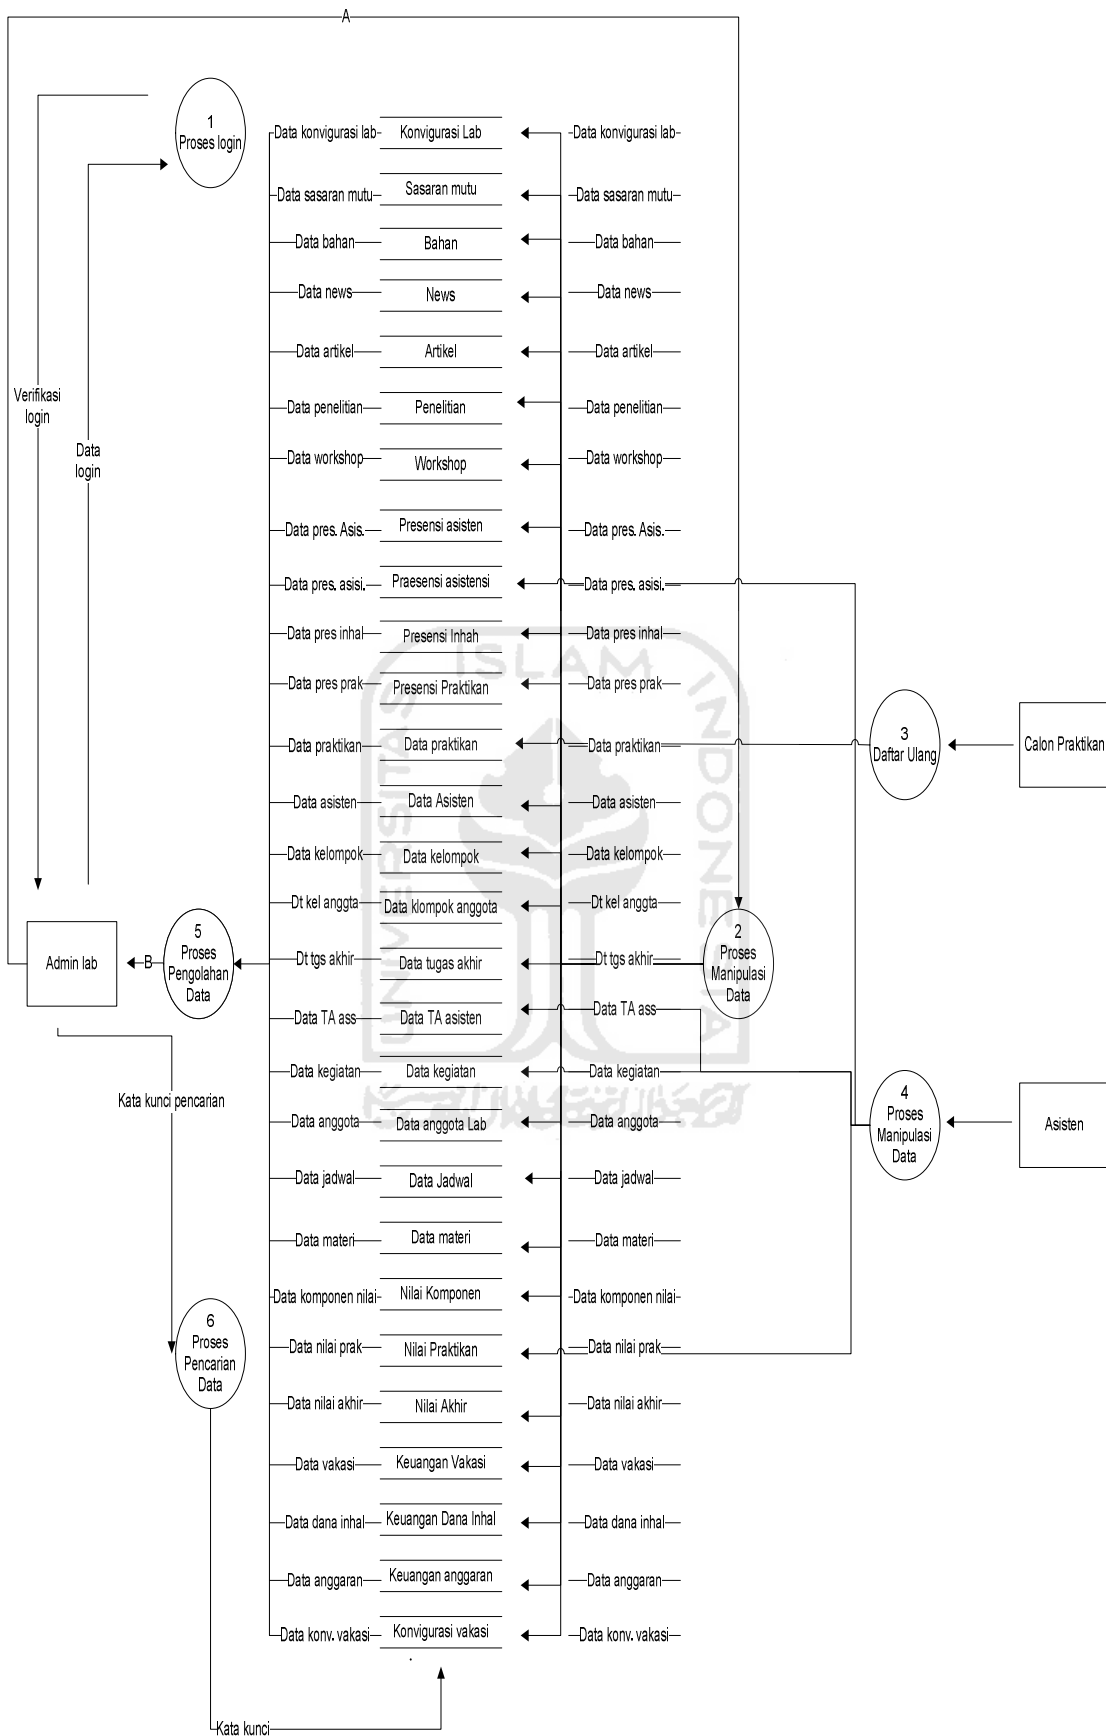 A
1
Proses login
Data konvigurasi lab
Konvigurasi Lab
Data konvigurasi lab
Data sasaran mutu
Sasaran mutu
Data sasaran mutu
Data bahan
Bahan
Data bahan
Data news
News
Data news
Data artikel
Artikel
Data artikel
Verifikasi
login
Data penelitian
Penelitian
Data penelitian
Data
login
Data workshop
Workshop
Data workshop
Data pres. Asis.
Presensi asisten
Data pres. Asis.
Data pres. asisi.
Praesensi asistensi
Data pres. asisi.
Data pres inhal
Presensi Inhah
Data pres inhal
Data pres prak
Presensi Praktikan
Data pres prak
Data praktikan
Data praktikan
Data praktikan
3
Daftar Ulang
Calon Praktikan
Data asisten
Data Asisten
Data asisten
Data kelompok
Data kelompok
Data kelompok
Dt kel anggta
Data klompok anggota
Dt kel anggta
Admin lab
B
5
Proses
Pengolahan
Data
Dt tgs akhir
Data tugas akhir
Dt tgs akhir
2
Proses
Manipulasi
Data
Data TA ass
Data TA asisten
Data TA ass
Data kegiatan
Data kegiatan
Data kegiatan
Kata kunci pencarian
Data anggota
Data anggota Lab
Data anggota
4
Proses
Manipulasi
Data
Asisten
Data jadwal
Data Jadwal
Data jadwal
Data materi
Data materi
Data materi
Data komponen nilai
Nilai Komponen
Data komponen nilai
6
Proses
Pencarian
Data
Data nilai prak
Nilai Praktikan
Data nilai prak
Data nilai akhir
Nilai Akhir
Data nilai akhir
Data vakasi
Keuangan Vakasi
Data vakasi
Data dana inhal
Keuangan Dana Inhal
Data dana inhal
Data anggaran
Keuangan anggaran
Data anggaran
Data konv. vakasi
Konvigurasi vakasi
Data konv. vakasi
.
Kata kunci
UNIVERSITAS
ISLAM
INDONESIA